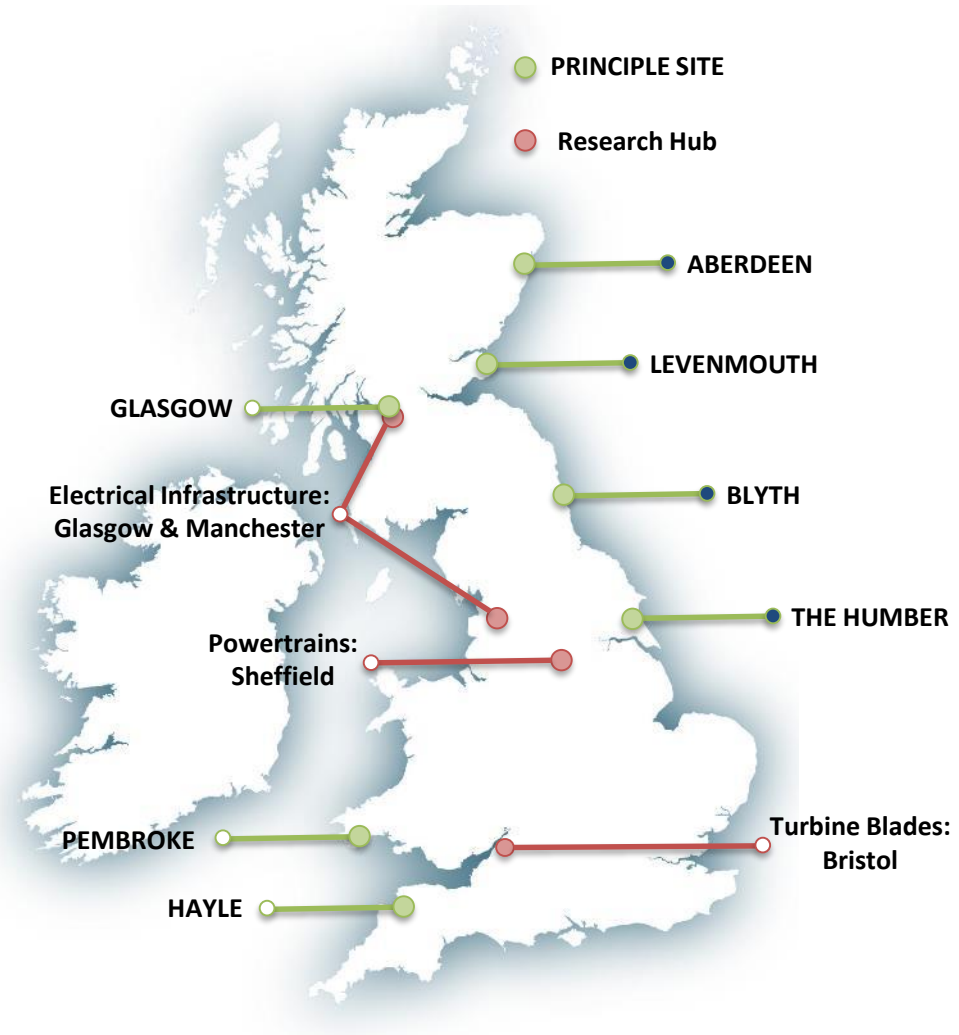 PRINCIPLE SITE
Research Hub
ABERDEEN
LEVENMOUTH
GLASGOW
Electrical Infrastructure:
Glasgow & Manchester
BLYTH
THE HUMBER
Powertrains:
Sheffield
PEMBROKE
Turbine Blades:
Bristol
HAYLE